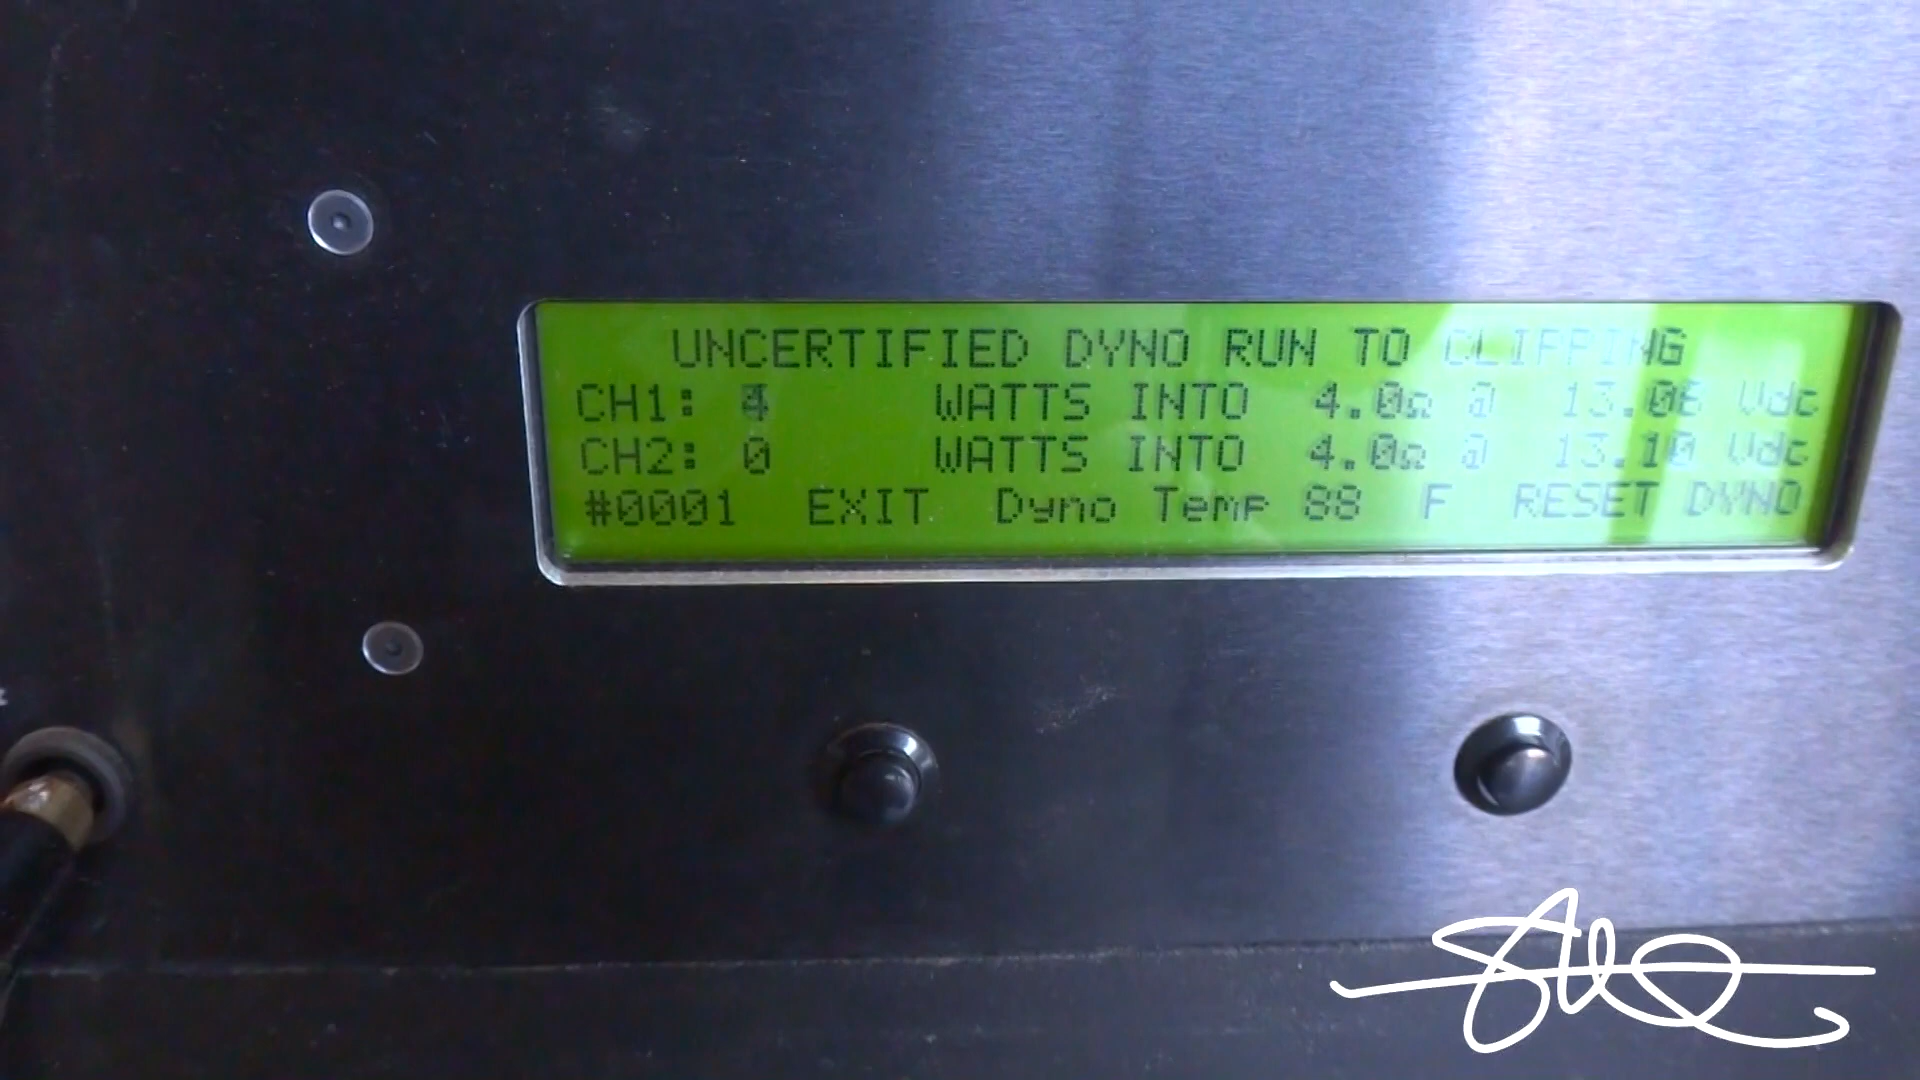 UNCERTIFIED DYNO RUN TO CLIPPING
CH1: 4 WATTS INTO 4.0Ω @ 13.08 Vdc
CH2: 0 WATTS INTO 4.0Ω @ 13.10 Vdc
#0001 EXIT Dyno Temp 88 F RESET DYNO